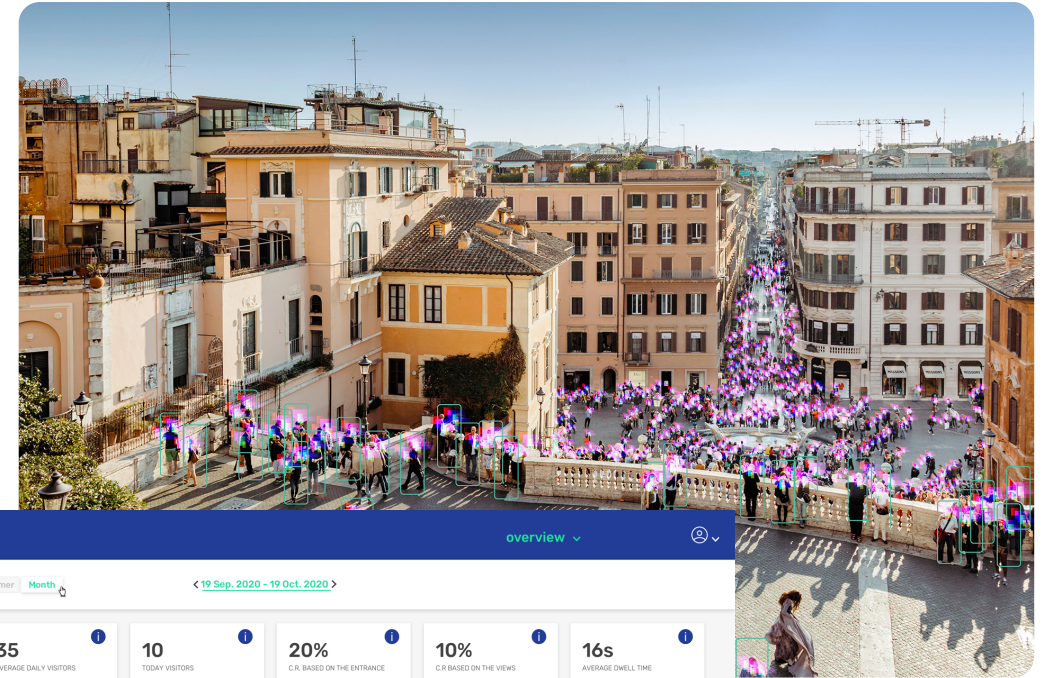 overview
Month
19 Sep. 2020 - 19 Oct. 2020
35
10
20%
10%
16s
VERAGE DAILY VISITORS
TODAY VISITORS
C.R. BASED ON THE ENTRANCE
C.R BASED ON THE VIEWS
AVERAGE DWELL TIME